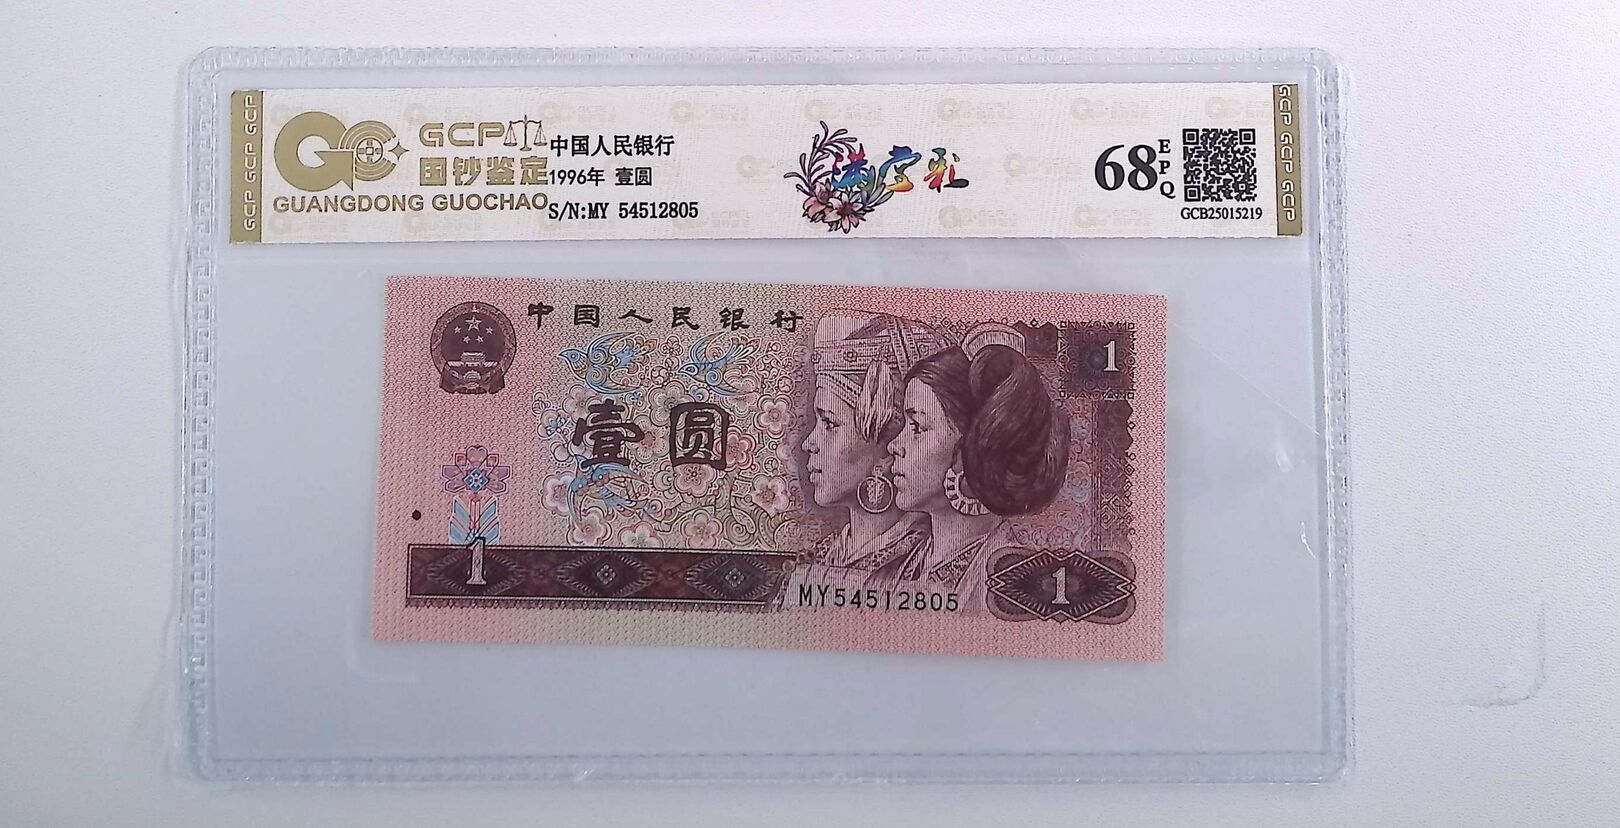 GCP GCP GCP
GCP
国钞鉴定
GUANGDONG GUOCHAO
中国人民银行
1996年 壹圆
S/N:MY 54512805
满堂彩
68
EPQ
GCB25015219
GCP GCP GCP
中国人民银行
1
壹圆
1
MY54512805
1